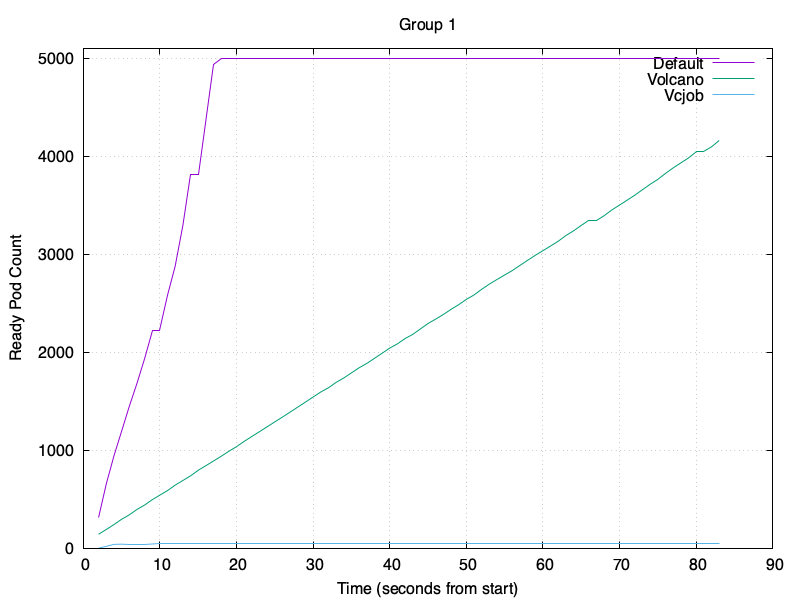 Group 1
Default
Volcano
Vcjob
5000
4000
3000
2000
1000
0
Ready Pod Count
0 10 20 30 40 50 60 70 80 90
Time (seconds from start)